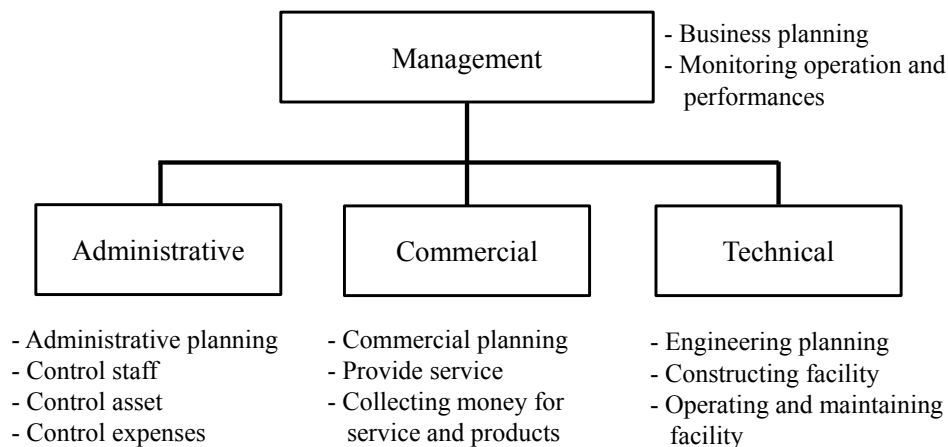 Management
- Business planning
- Monitoring operation and
performances
Administrative
Commercial
Technical
- Administrative planning
- Control staff
- Control asset
- Control expenses
- Commercial planning
- Provide service
- Collecting money for
service and products
- Engineering planning
- Constructing facility
- Operating and maintaining
facility